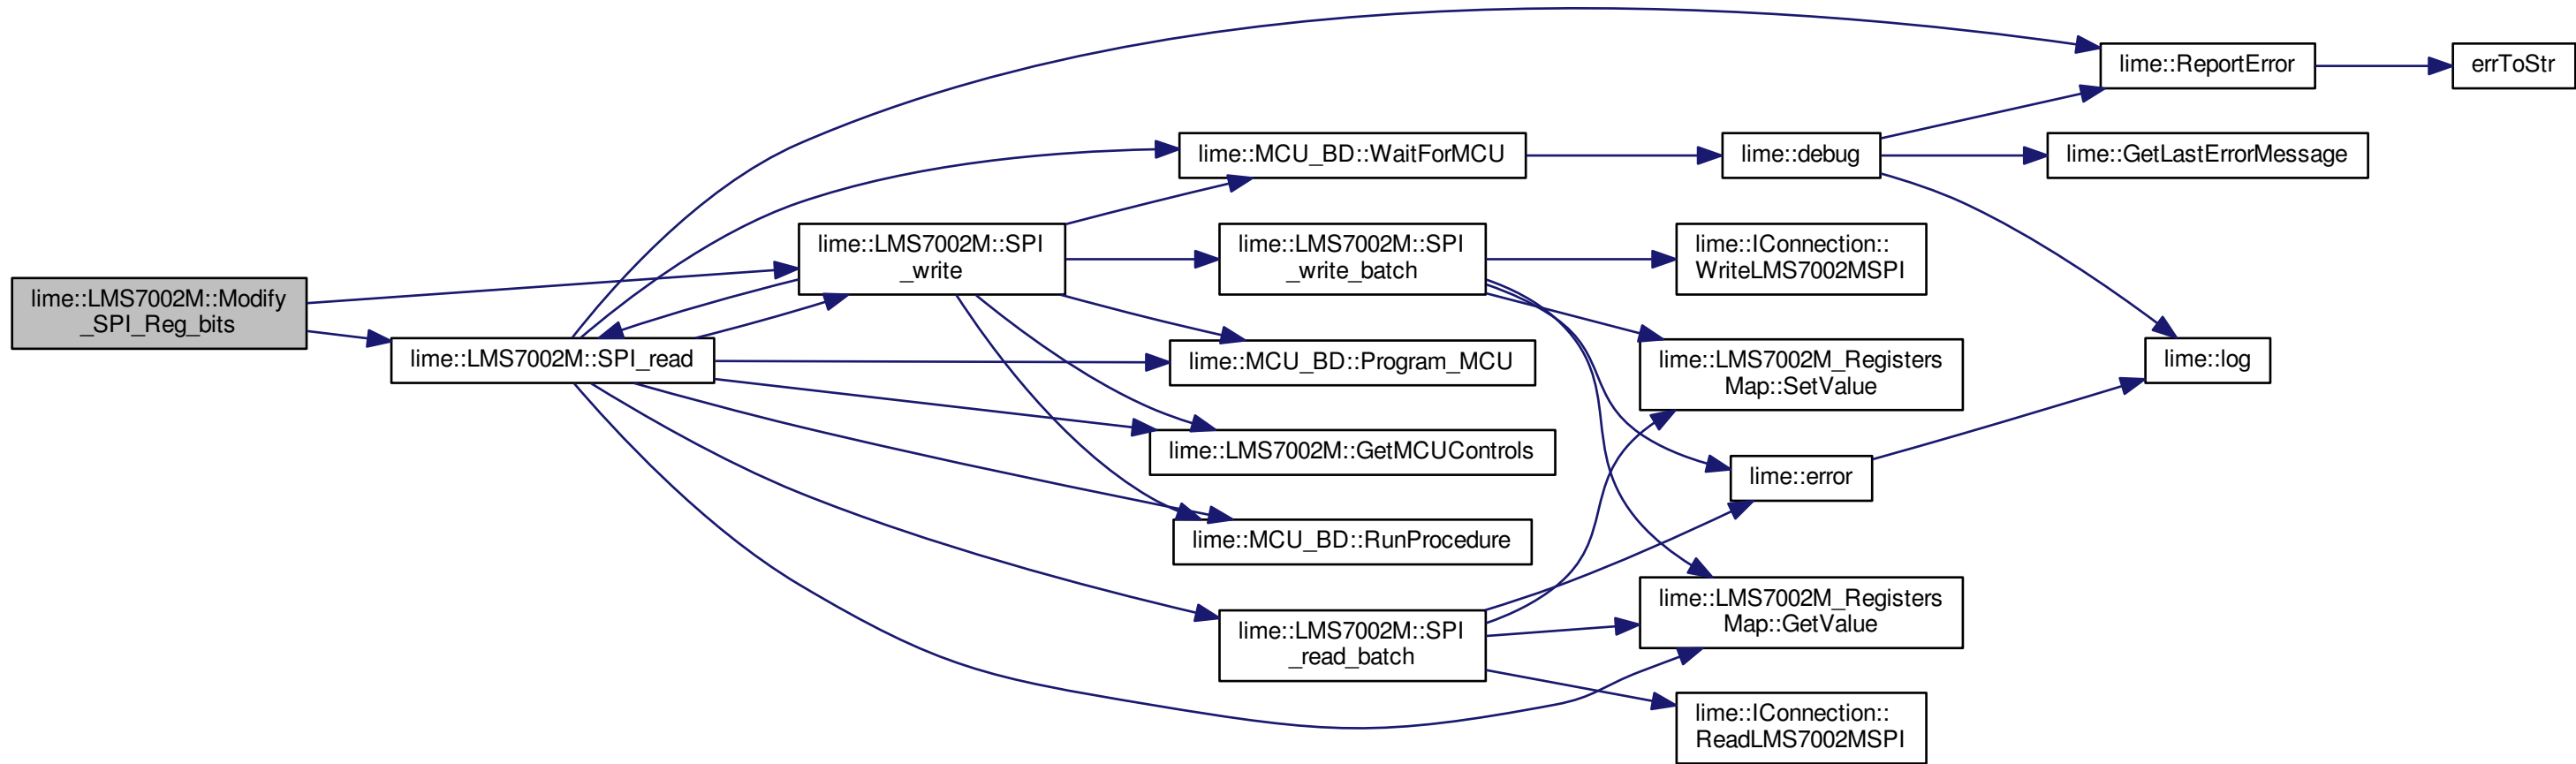 lime::LMS7002M::Modify
_SPI_Reg_bits
lime::LMS7002M::SPI_read
lime::LMS7002M::SPI
_write
lime::MCU_BD::WaitForMCU
lime::LMS7002M::SPI
_write_batch
lime::MCU_BD::Program_MCU
lime::LMS7002M::GetMCUControls
lime::MCU_BD::RunProcedure
lime::LMS7002M::SPI
_read_batch
lime::debug
lime::IConnection::
WriteLMS7002MSPI
lime::LMS7002M_Registers
Map::SetValue
lime::error
lime::LMS7002M_Registers
Map::GetValue
lime::IConnection::
ReadLMS7002MSPI
lime::ReportError
lime::GetLastErrorMessage
lime::log
errToStr